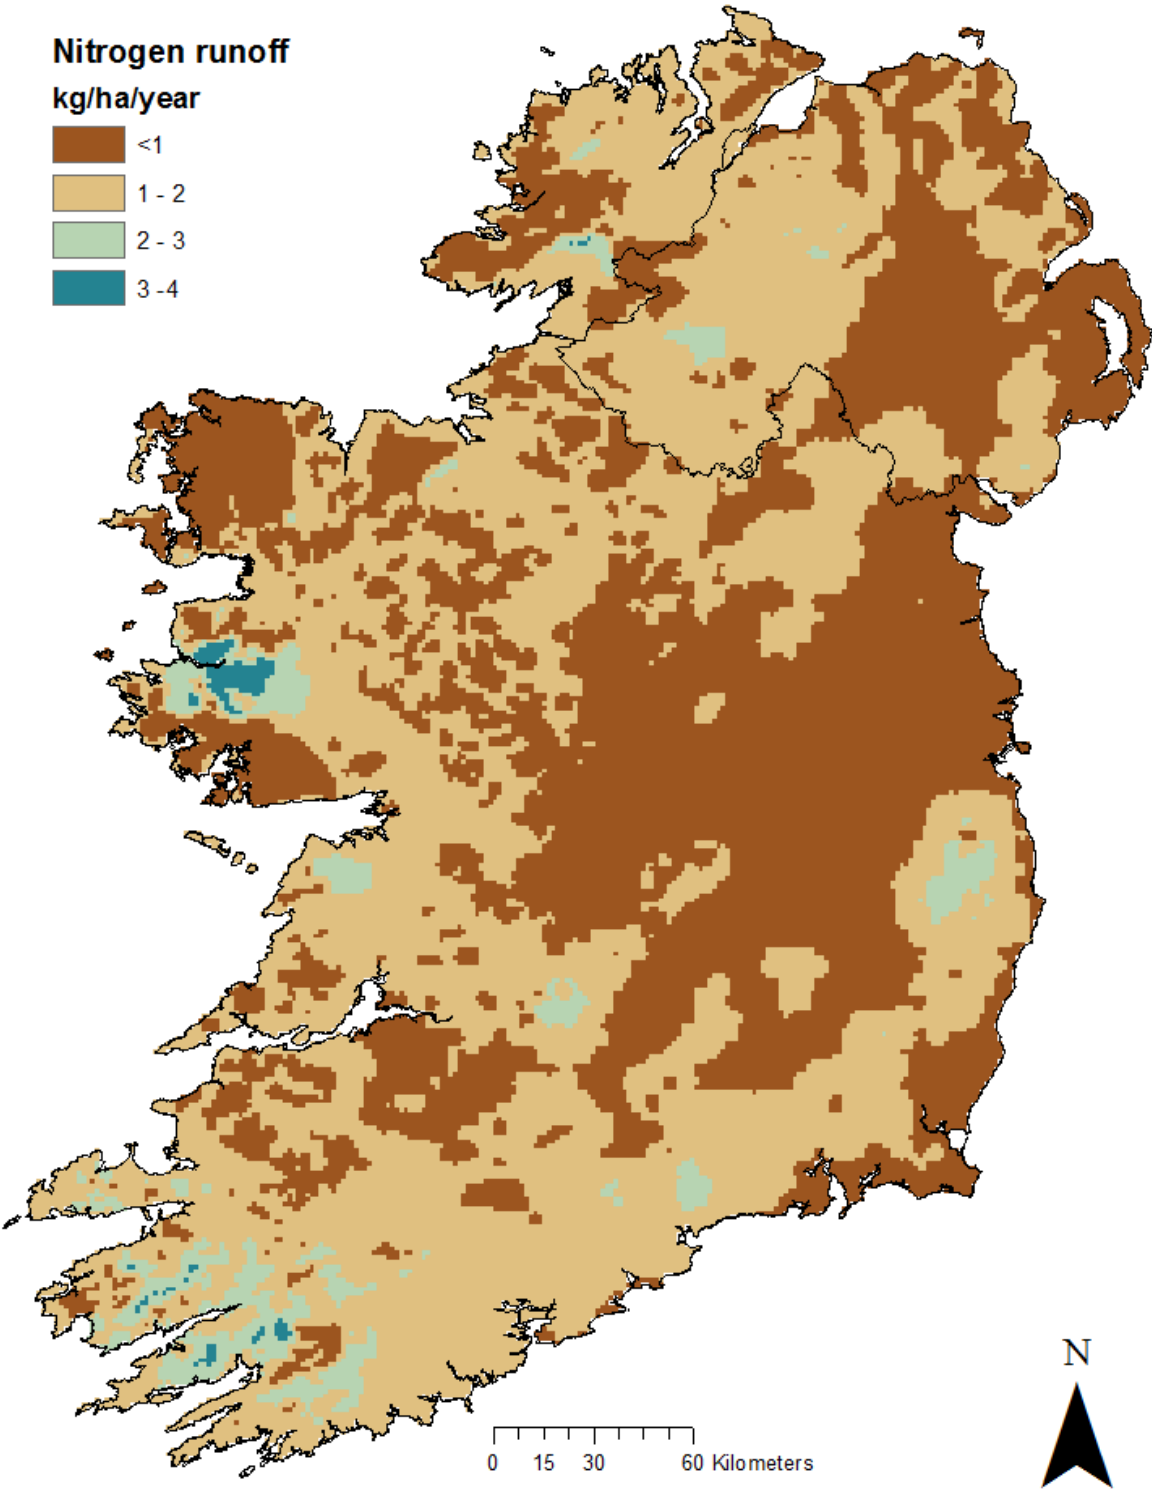 Nitrogen runoff
kg/ha/year
<1
1 - 2
2 - 3
3 -4
N
0 15 30 60 Kilometers